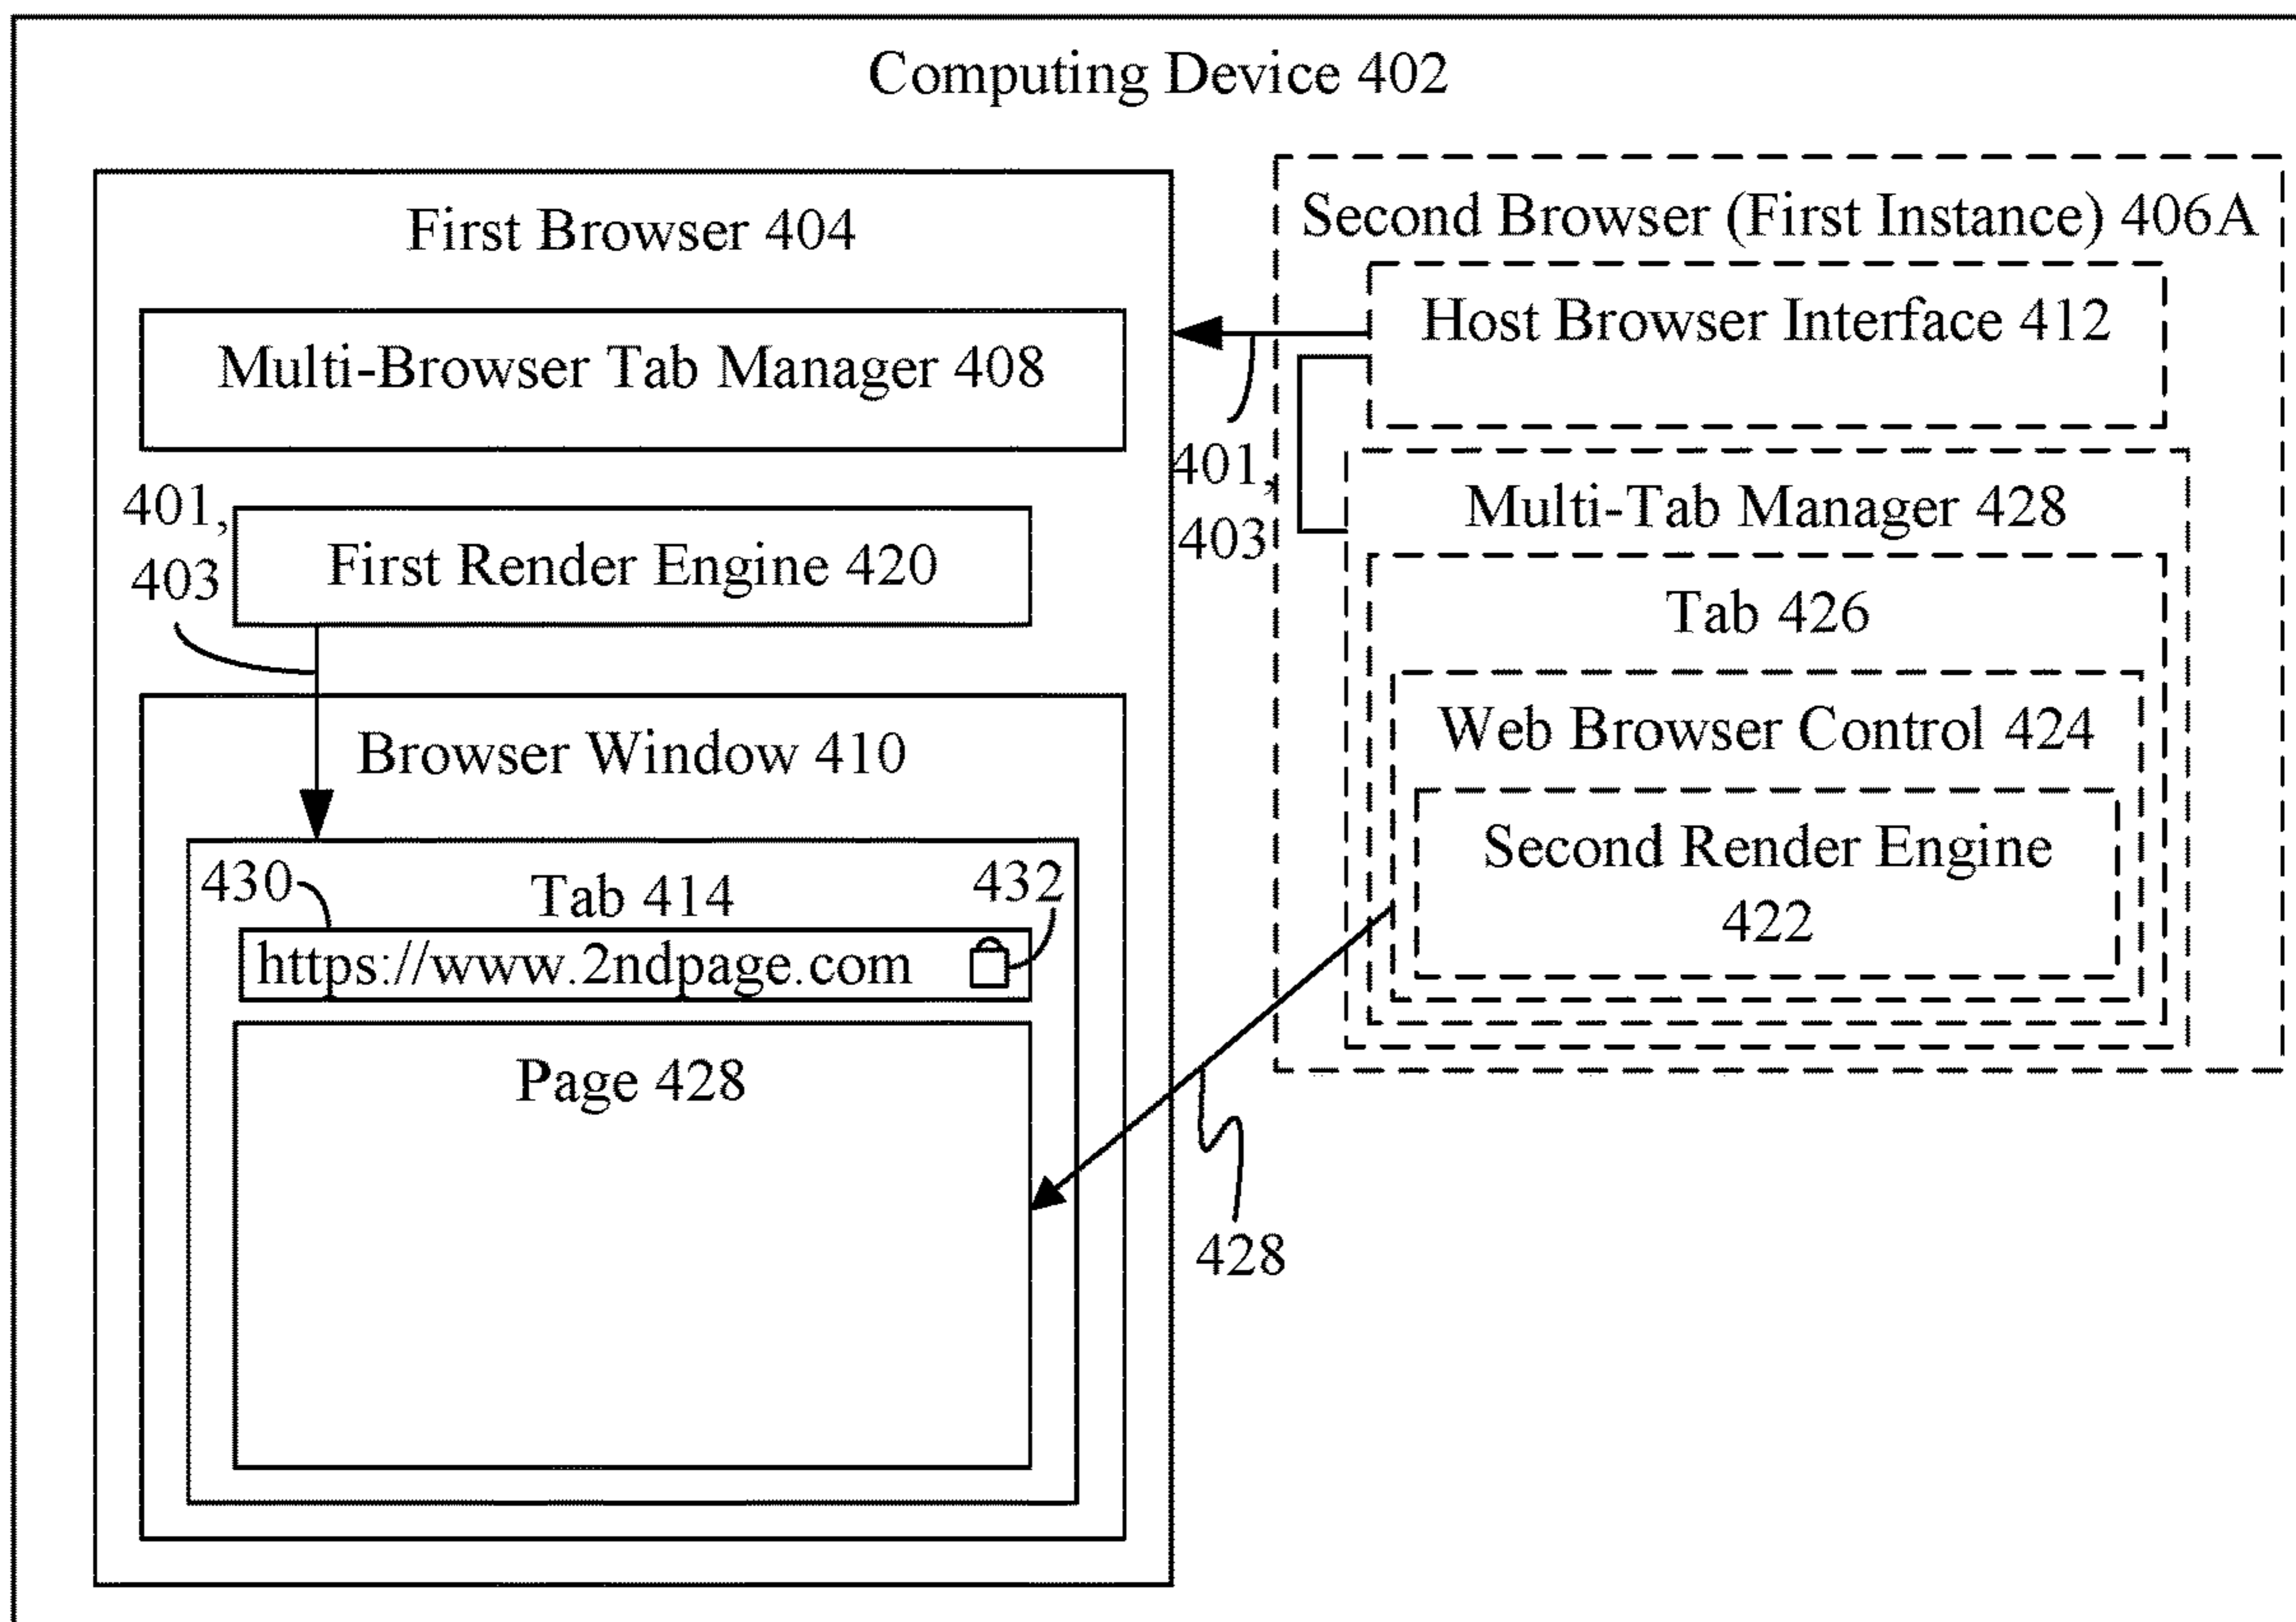 Computing Device 402
First Browser 404
Multi-Browser Tab Manager 408
401,
403
First Render Engine 420
Browser Window 410
430
Tab 414
432
https://www.2ndpage.com
Page 428
Second Browser (First Instance) 406A
Host Browser Interface 412
401,
403
Multi-Tab Manager 428
Tab 426
Web Browser Control 424
Second Render Engine
422
428